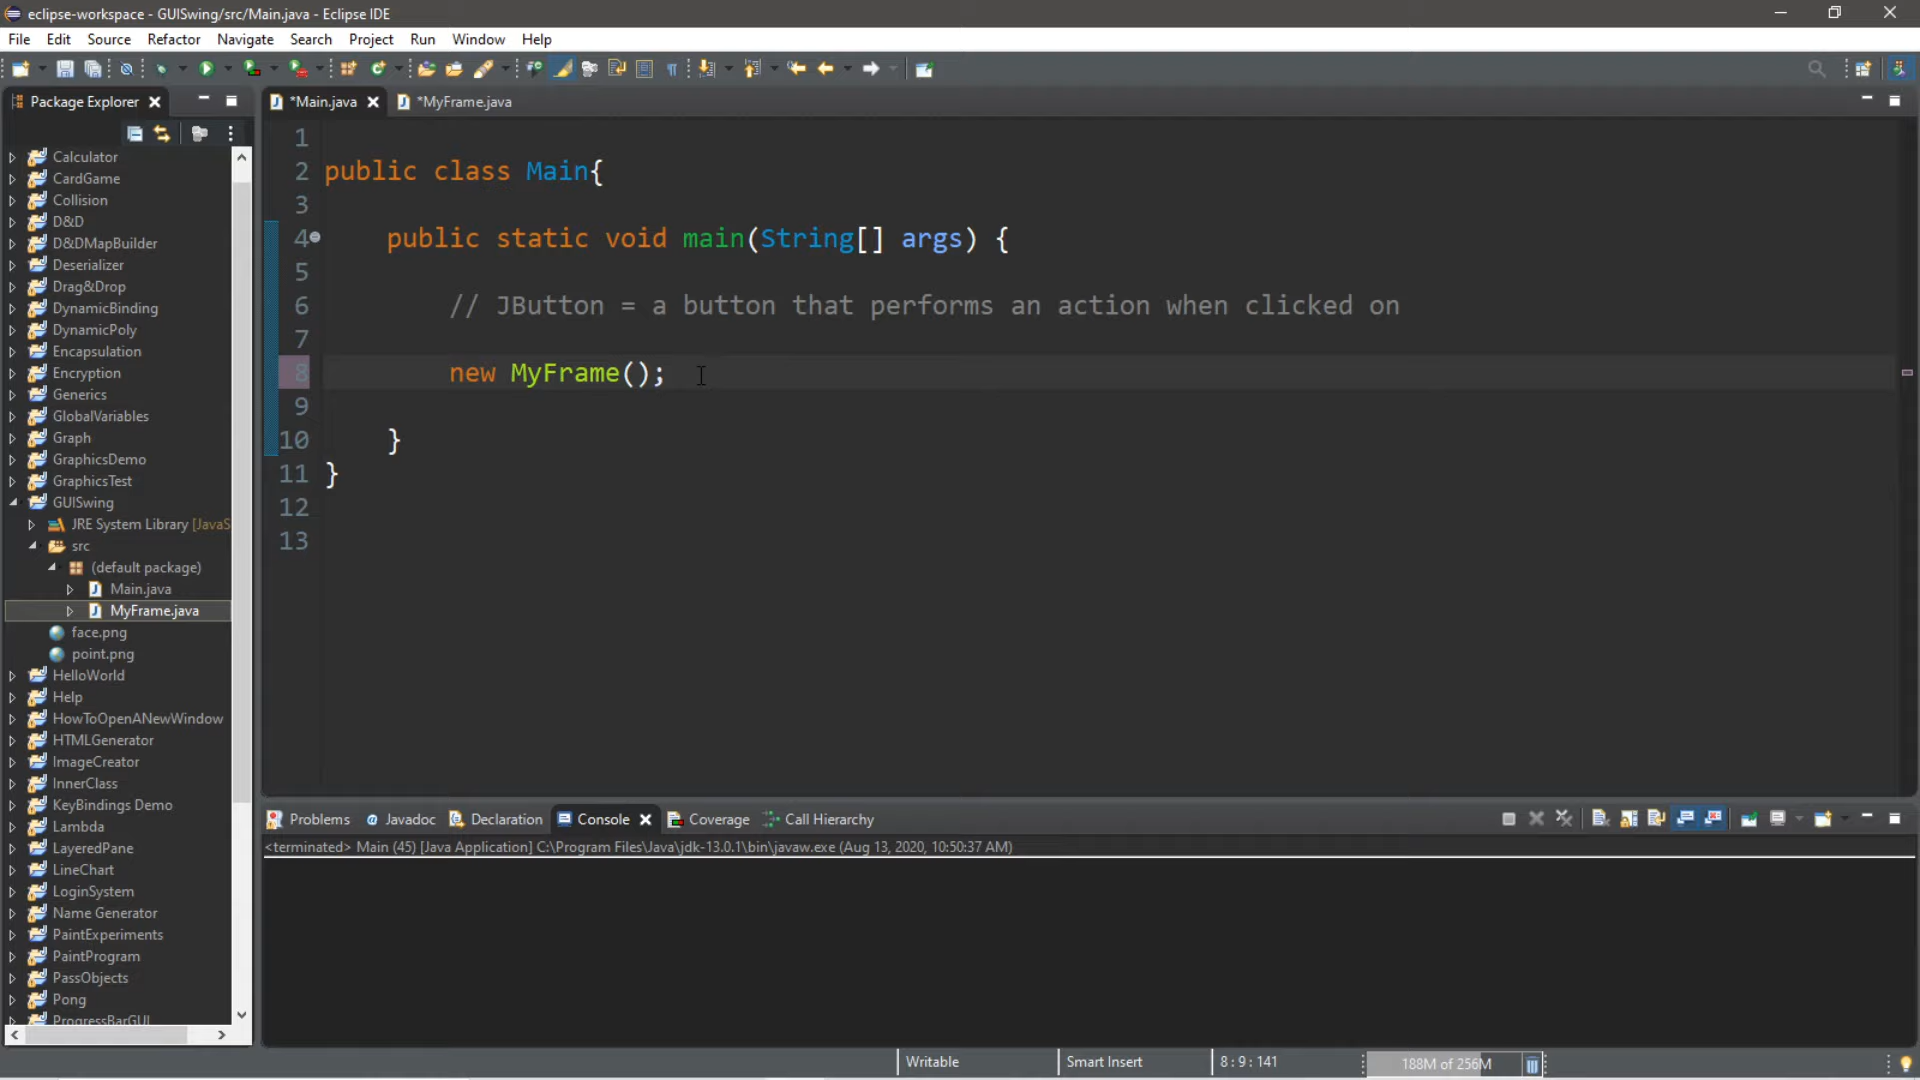 eclipse-workspace - GUISwing/src/Main.java - Eclipse IDE
File Edit Source Refactor Navigate Search Project Run Window Help
Package Explorer
*Main.java
*MyFrame.java
Calculator
CardGame
Collision
D&D
D&DMapBuilder
Deserializer
Drag&Drop
DynamicBinding
DynamicPoly
Encapsulation
Encryption
Generics
GlobalVariables
Graph
GraphicsDemo
GraphicsTest
GUISwing
JRE System Library [JavaS
src
(default package)
Main.java
MyFrame.java
face.png
point.png
HelloWorld
Help
HowToOpenANewWindow
HTMLGenerator
ImageCreator
InnerClass
KeyBindings Demo
Lambda
LayeredPane
LineChart
LoginSystem
Name Generator
PaintExperiments
PaintProgram
PassObjects
Pong
ProgressBarGUI
1
2 public class Main{
3
4 public static void main(String[] args) {
5
6 // JButton = a button that performs an action when clicked on
7
8 new MyFrame();
9
10 }
11 }
12
13
Problems Javadoc Declaration Console Coverage Call Hierarchy
<terminated> Main (45) [Java Application] C:\Program Files\Java\jdk-13.0.1\bin\javaw.exe (Aug 13, 2020, 10:50:37 AM)
Writable Smart Insert 8 : 9 : 141 188M of 256M